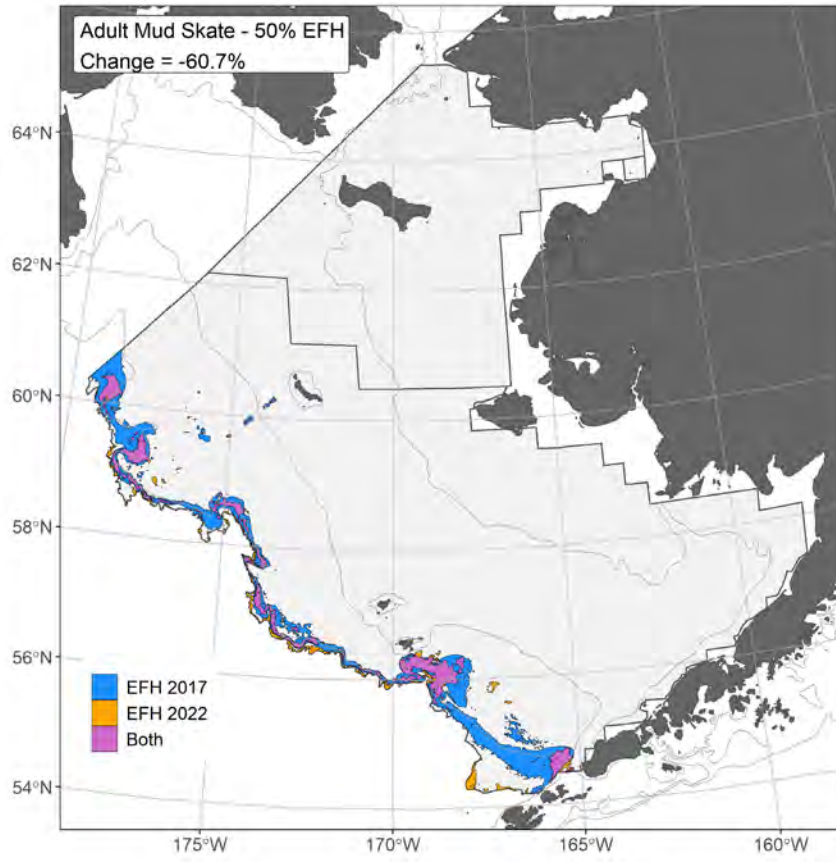 Adult Mud Skate - 50% EFH
Change = -60.7%
64°N
62°N
60°N
58°N
56°N
54°N
EFH 2017
EFH 2022
Both
175°W
170°W
165°W
160°W